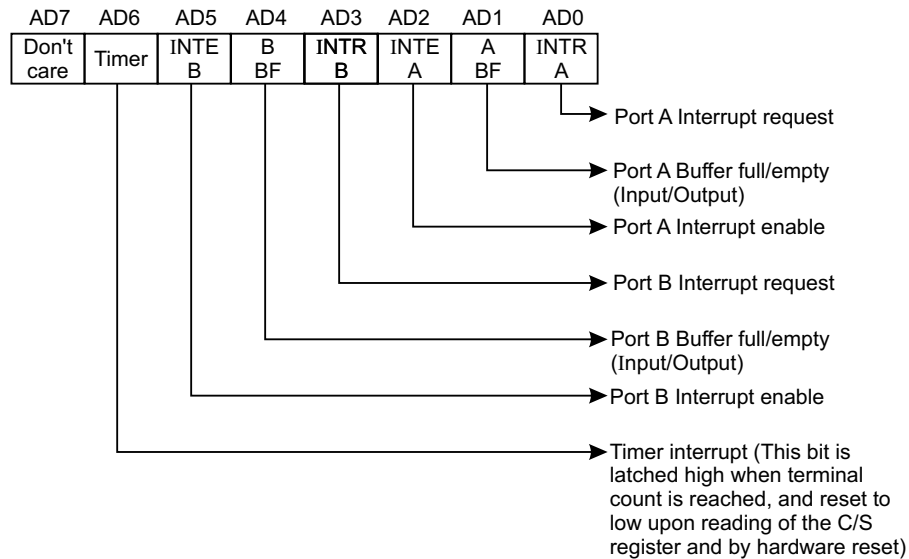 AD7 AD6 AD5 AD4 AD3 AD2 AD1 AD0
Don't care Timer INTE B B BF INTR B INTE A A BF INTR A
Port A Interrupt request
Port A Buffer full/empty
(Input/Output)
Port A Interrupt enable
Port B Interrupt request
Port B Buffer full/empty
(Input/Output)
Port B Interrupt enable
Timer interrupt (This bit is
latched high when terminal
count is reached, and reset to
low upon reading of the C/S
register and by hardware reset)